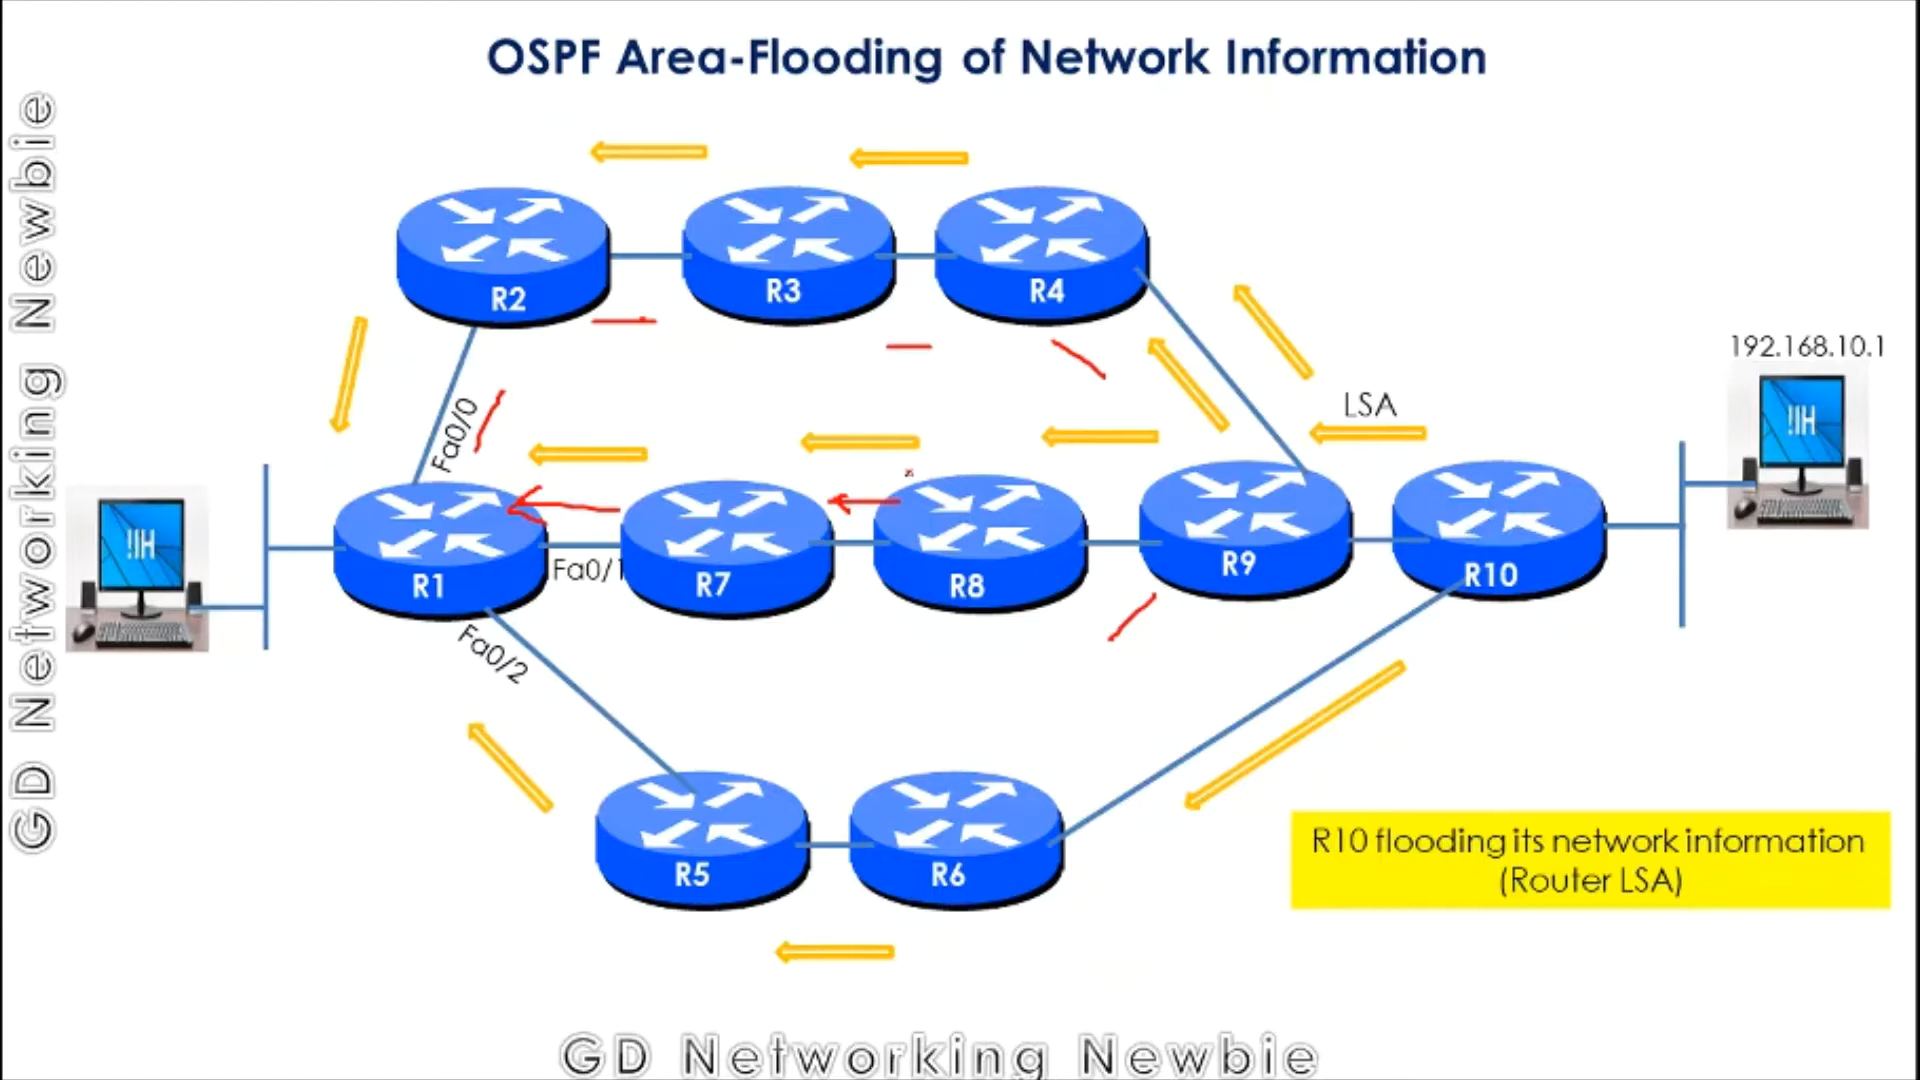 OSPF Area-Flooding of Network Information
GD Networking Newbie
R2
R3
R4
192.168.10.1
LSA
Fa0/0
R1
Fa0/1
R7
R8
R9
R10
Fa0/2
R5
R6
R10 flooding its network information
(Router LSA)
GD Networking Newbie